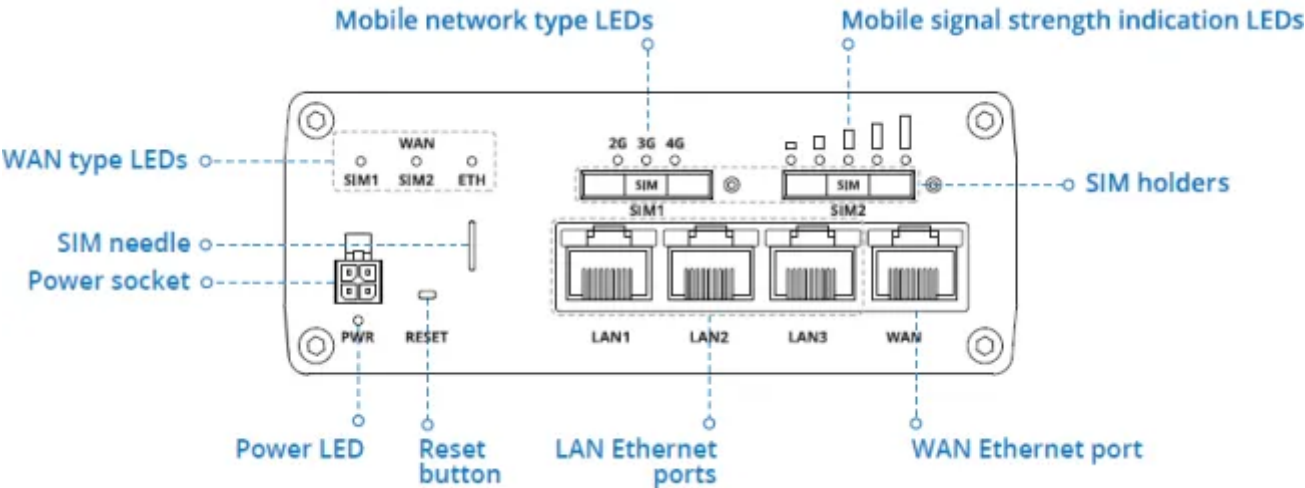 Mobile network type LEDs
Mobile signal strength indication LEDs
WAN type LEDs
WAN
SIM1 SIM2 ETH
2G 3G 4G
SIM
SIM
SIM holders
SIM1
SIM2
SIM needle
Power socket
PWR
RESET
LAN1
LAN2
LAN3
WAN
Power LED
Reset
button
LAN Ethernet
ports
WAN Ethernet port